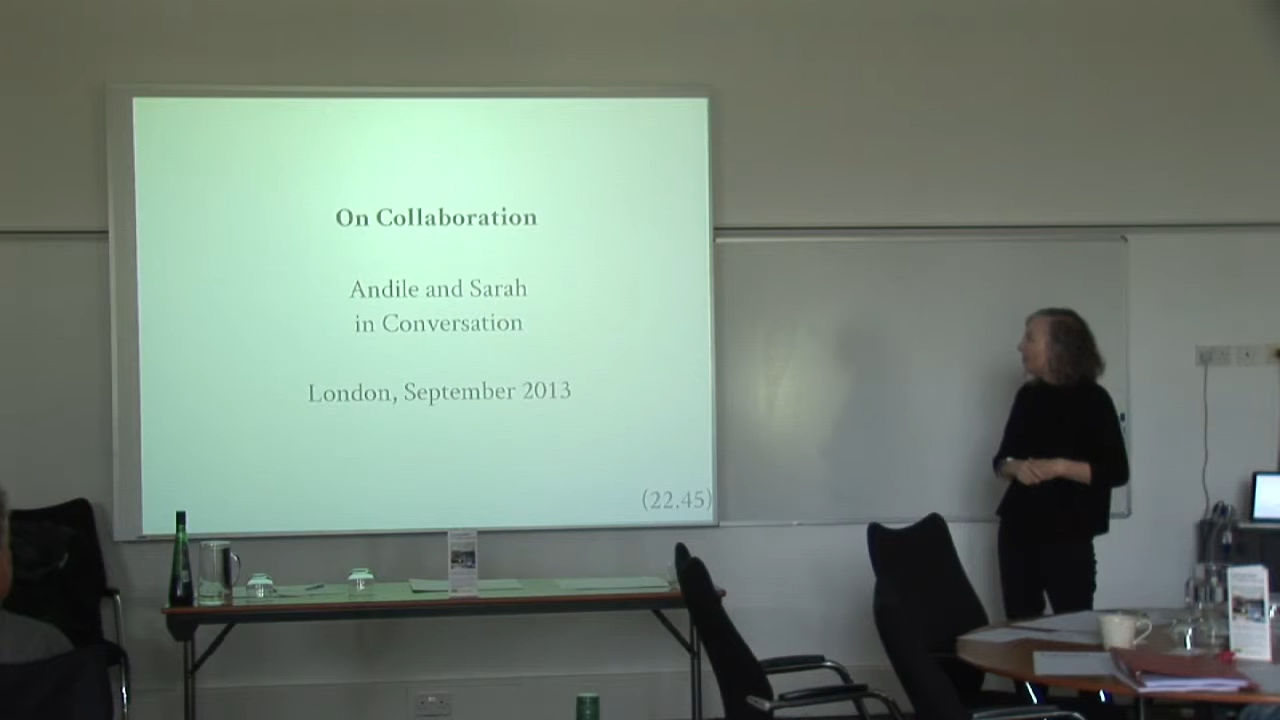 On Collaboration
Andile and Sarah
in Conversation
London, September 2013
(22.45)